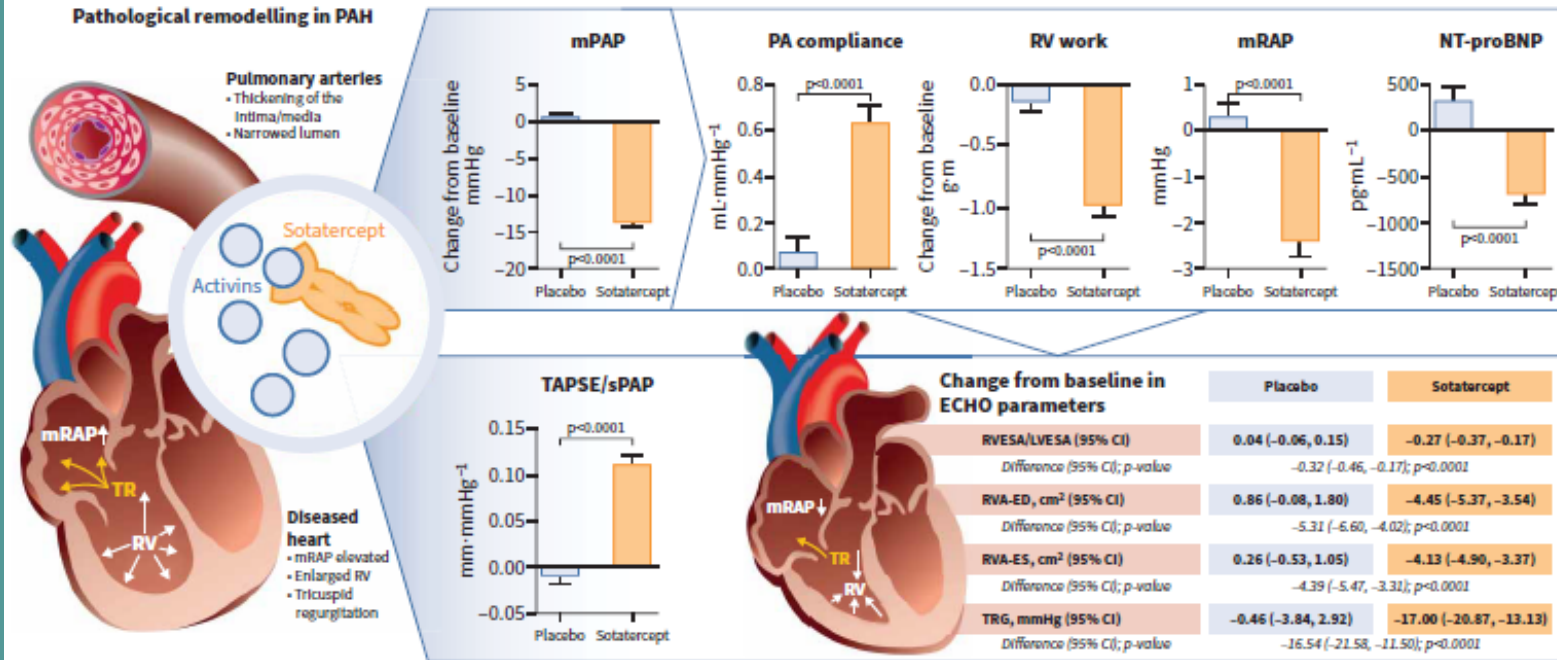 Pathological remodelling in PAH
Pulmonary arteries
▪ Thickening of the
intima/media
▪ Narrowed lumen
Sotatercept
Activins
mRAP↑
TR
RV
Diseased
heart
▪ mRAP elevated
▪ Enlarged RV
▪ Tricuspid
regurgitation
mPAP
Change from baseline
mmHg
5
0
−5
−10
−15
−20
p<0.0001
Placebo Sotatercept
PA compliance
mL·mmHg⁻¹
0.8
0.6
0.4
0.2
0.0
p<0.0001
Placebo Sotatercept
RV work
Change from baseline
g·m
0.0
−0.5
−1.0
−1.5
p<0.0001
Placebo Sotatercept
mRAP
mmHg
1
0
−1
−2
−3
p<0.0001
Placebo Sotatercept
NT-proBNP
pg·mL⁻¹
500
0
−500
−1000
−1500
p<0.0001
Placebo Sotatercept
TAPSE/sPAP
mm·mmHg⁻¹
0.15
0.10
0.05
0.00
−0.05
p<0.0001
Placebo Sotatercept
mRAP↓
TR
RV
Change from baseline in
ECHO parameters
Placebo Sotatercept
RVESA/LVESA (95% CI) 0.04 (−0.06, 0.15) −0.27 (−0.37, −0.17)
Difference (95% CI); p-value −0.32 (−0.46, −0.17); p<0.0001
RVA-ED, cm² (95% CI) 0.86 (−0.08, 1.80) −4.45 (−5.37, −3.54)
Difference (95% CI); p-value −5.31 (−6.60, −4.02); p<0.0001
RVA-ES, cm² (95% CI) 0.26 (−0.53, 1.05) −4.13 (−4.90, −3.37)
Difference (95% CI); p-value −4.39 (−5.47, −3.31); p<0.0001
TRG, mmHg (95% CI) −0.46 (−3.84, 2.92) −17.00 (−20.87, −13.13)
Difference (95% CI); p-value −16.54 (−21.58, −11.50); p<0.0001